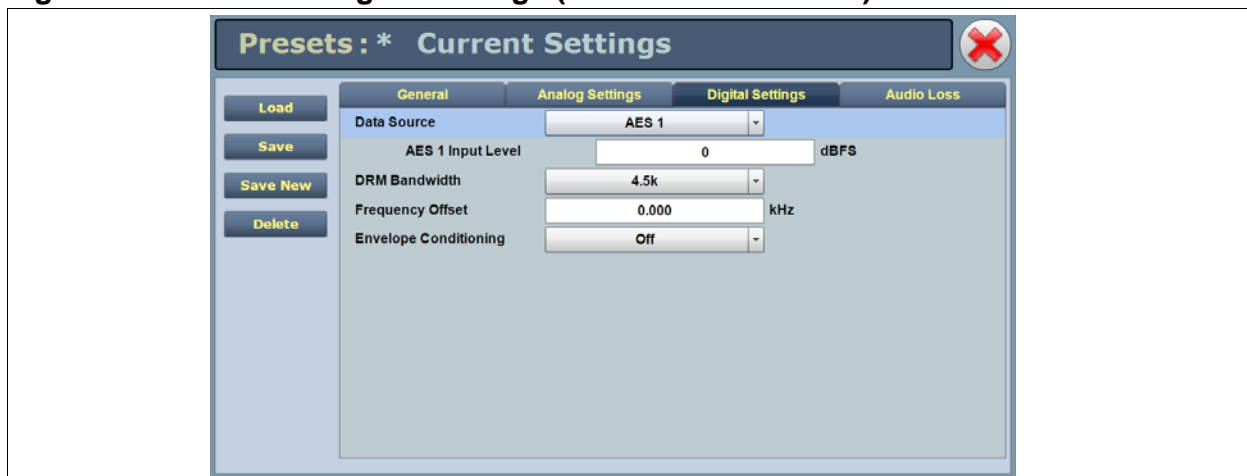 Presets:* Current Settings
General Analog Settings Digital Settings Audio Loss
Load
Save
Save New
Delete
Data Source AES 1
AES 1 Input Level 0 dBFS
DRM Bandwidth 4.5k
Frequency Offset 0.000 kHz
Envelope Conditioning Off